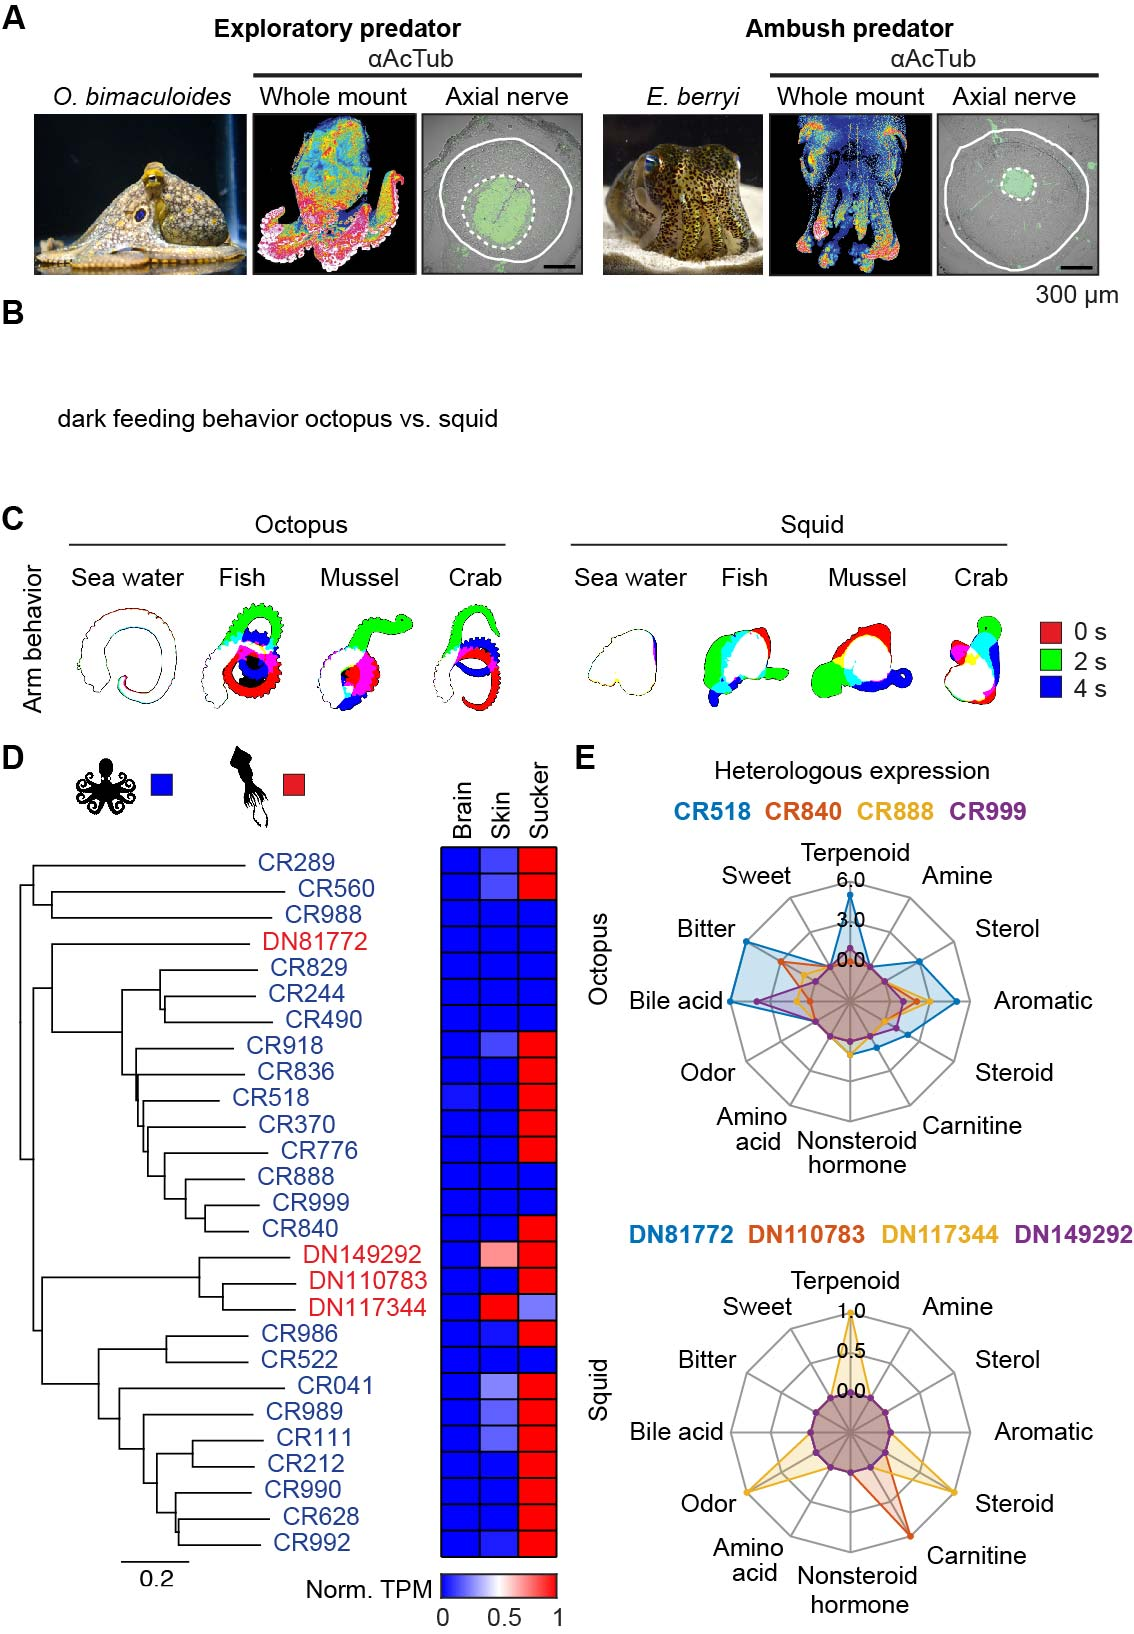 A
Exploratory predator
Ambush predator
αAcTub
αAcTub
O. bimaculoides
Whole mount
Axial nerve
E. berryi
Whole mount
Axial nerve
300 µm
B
dark feeding behavior octopus vs. squid
C
Octopus
Squid
Arm behavior
Sea water
Fish
Mussel
Crab
Sea water
Fish
Mussel
Crab
0 s
2 s
4 s
D
Brain
Skin
Sucker
CR289
CR560
CR988
DN81772
CR829
CR244
CR490
CR918
CR836
CR518
CR370
CR776
CR888
CR999
CR840
DN149292
DN110783
DN117344
CR986
CR522
CR041
CR989
CR111
CR212
CR990
CR628
CR992
0.2
Norm. TPM
0
0.5
1
E
Heterologous expression
CR518 CR840 CR888 CR999
Octopus
Terpenoid
Sweet
Amine
Bitter
Sterol
Bile acid
Aromatic
Odor
Steroid
Amino
acid
Nonsteroid
hormone
Carnitine
6.0
3.0
0.0
DN81772 DN110783 DN117344 DN149292
Squid
Terpenoid
Sweet
Amine
Bitter
Sterol
Bile acid
Aromatic
Odor
Steroid
Amino
acid
Nonsteroid
hormone
Carnitine
1.0
0.5
0.0